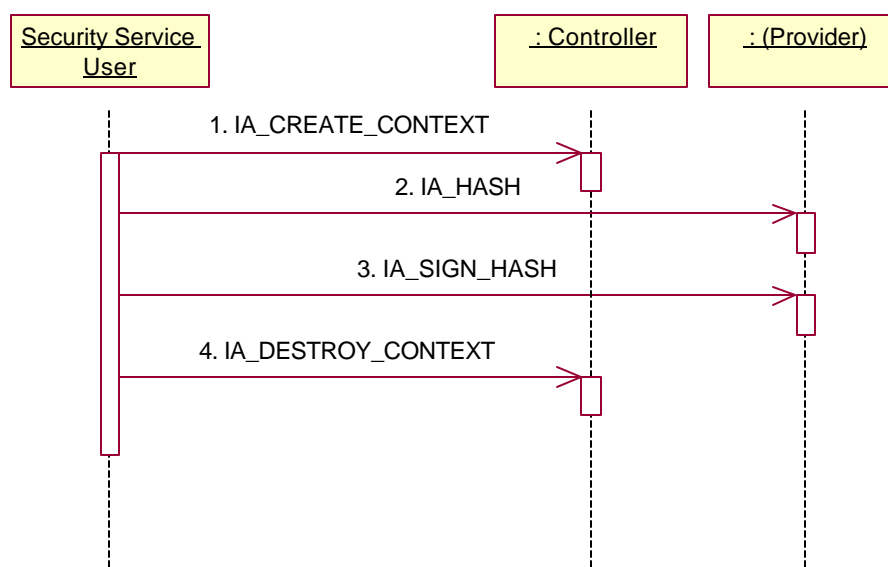 Security Service
User
: Controller
: (Provider)
1. IA_CREATE_CONTEXT
2. IA_HASH
3. IA_SIGN_HASH
4. IA_DESTROY_CONTEXT